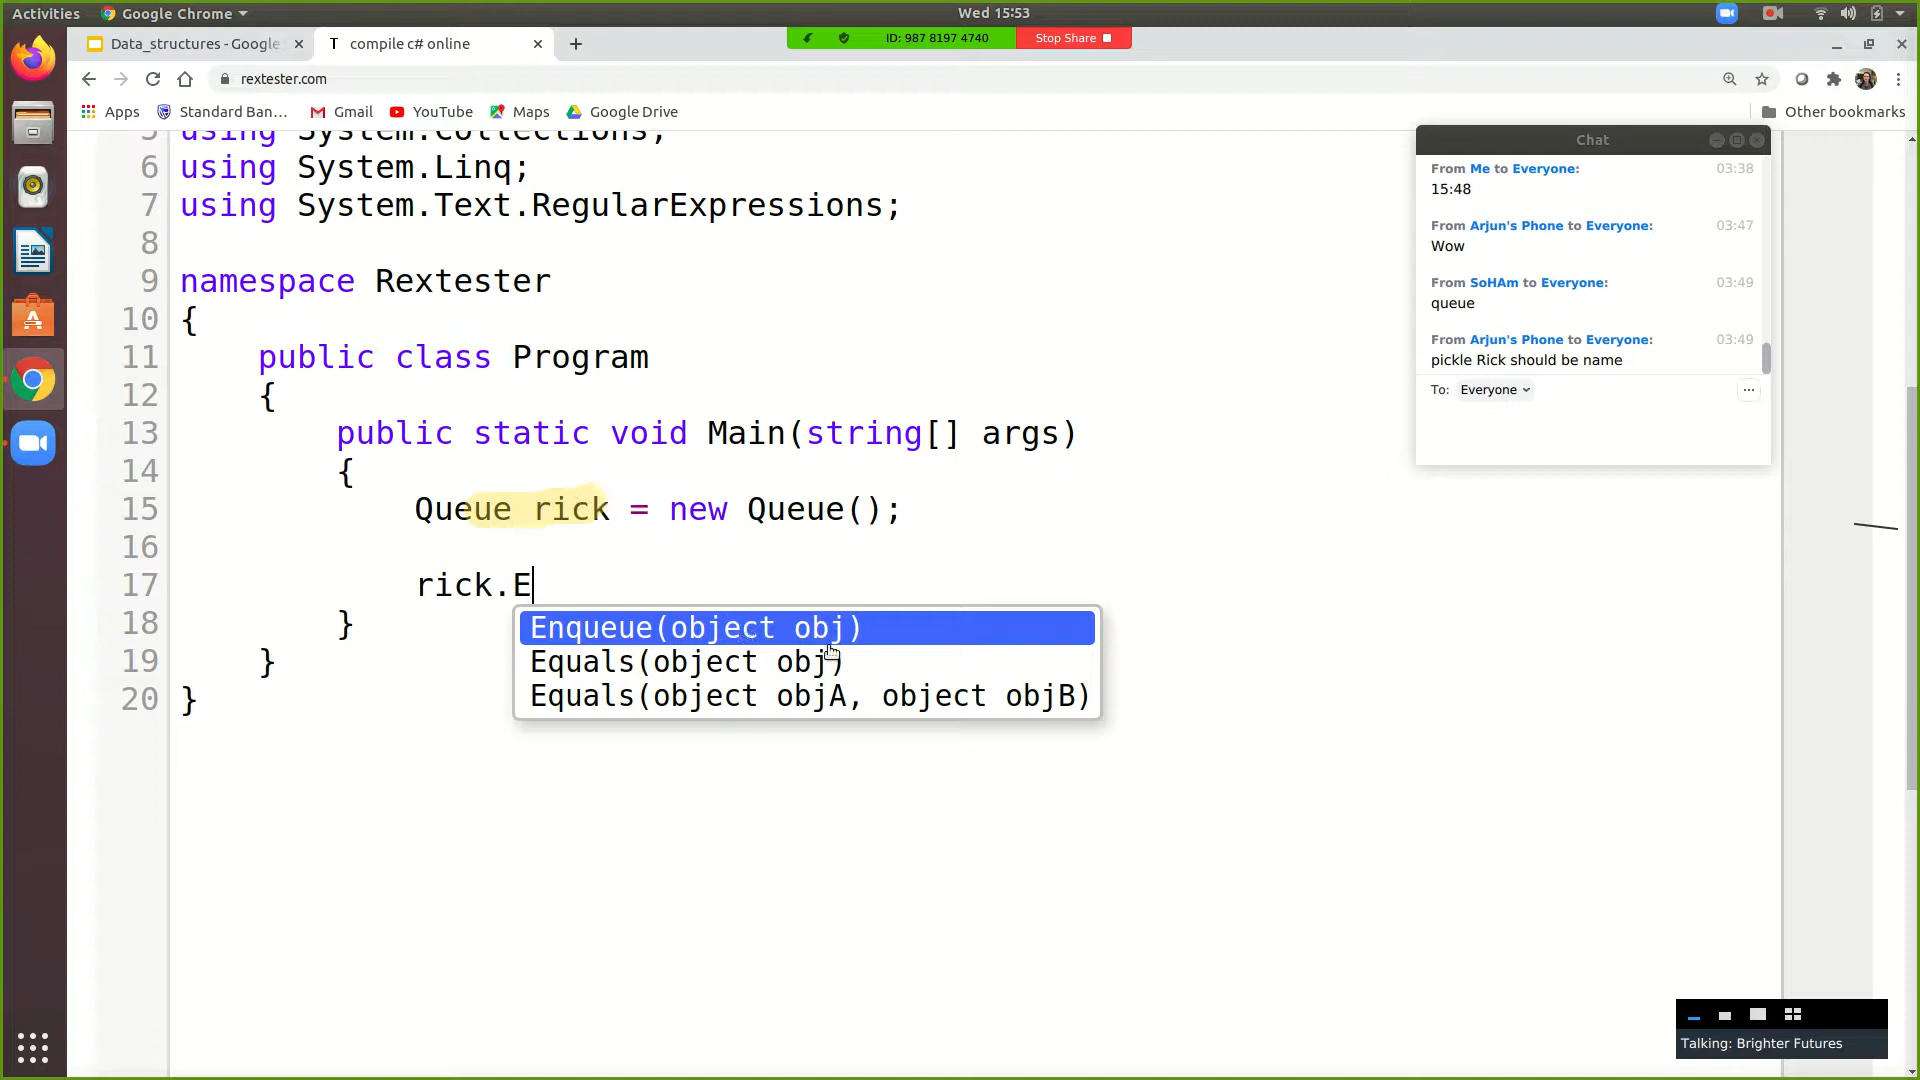 Activities Google Chrome Wed 15:53
Data_structures - Google compile c# online ID: 987 8197 4740 Stop Share
rextester.com
Apps Standard Ban... Gmail YouTube Maps Google Drive Other bookmarks
5 using System.Collections;
6 using System.Linq;
7 using System.Text.RegularExpressions;
8
9 namespace Rextester
10 {
11 public class Program
12 {
13 public static void Main(string[] args)
14 {
15 Queue rick = new Queue();
16
17 rick.E
18 }
19 }
20 }
Enqueue(object obj)
Equals(object obj)
Equals(object objA, object objB)
Chat
From Me to Everyone: 03:38
15:48
From Arjun's Phone to Everyone: 03:47
Wow
From SoHAm to Everyone: 03:49
queue
From Arjun's Phone to Everyone: 03:49
pickle Rick should be name
To: Everyone
Talking: Brighter Futures